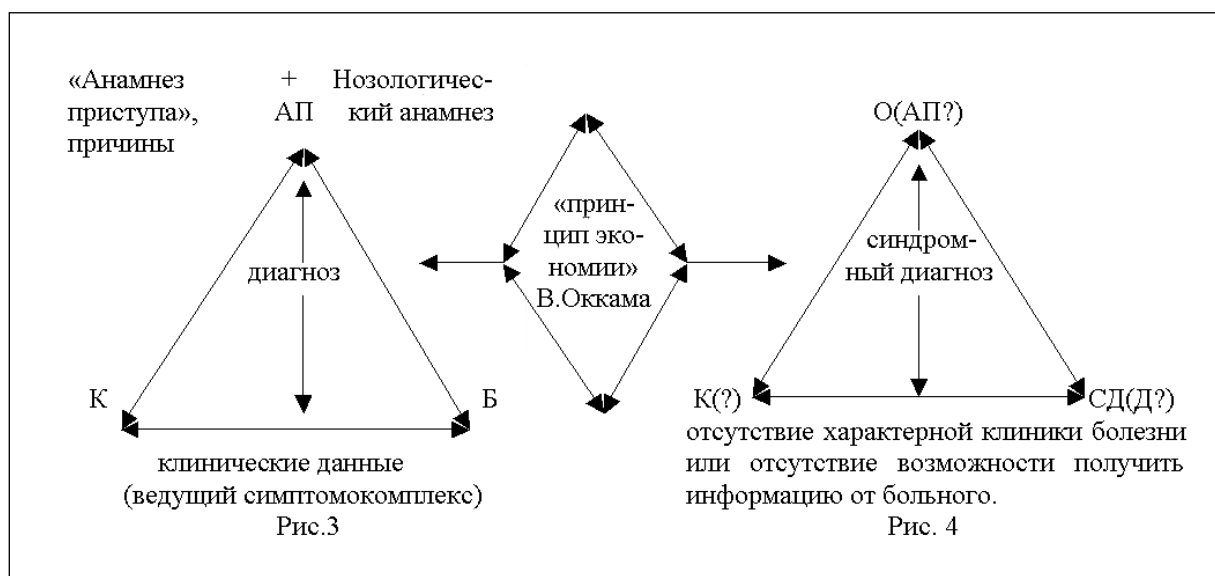 «Анамнез + Нозологичес-
приступа», АП кий анамнез
причины
диагноз
К Б
клинические данные
(ведущий симптомокомплекс)
Рис.3
«прин-
цип эко-
номии»
В.Оккама
О(АП?)
синдром-
ный диагноз
К(?) СД(Д?)
отсутствие характерной клиники болезни
или отсутствие возможности получить
информацию от больного.
Рис. 4